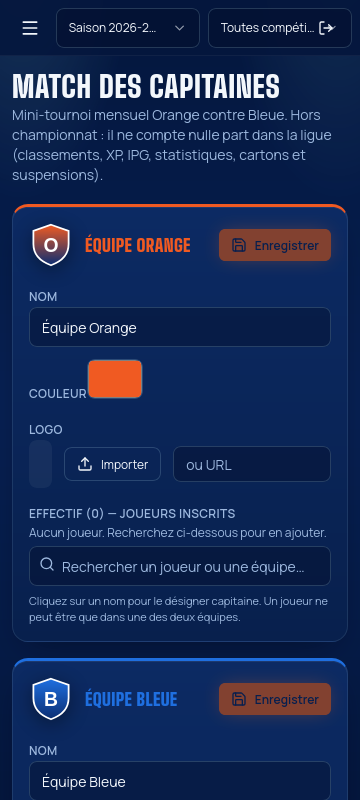 Saison 2026-2...
Toutes compéti...
MATCH DES CAPITAINES
Mini-tournoi mensuel Orange contre Bleue. Hors
championnat : il ne compte nulle part dans la ligue
(classements, XP, IPG, statistiques, cartons et
suspensions).
O
ÉQUIPE ORANGE
Enregistrer
NOM
Équipe Orange
COULEUR
LOGO
Importer
ou URL
EFFECTIF (0) — JOUEURS INSCRITS
Aucun joueur. Recherchez ci-dessous pour en ajouter.
Rechercher un joueur ou une équipe...
Cliquez sur un nom pour le désigner capitaine. Un joueur ne
peut être que dans une des deux équipes.
B
ÉQUIPE BLEUE
Enregistrer
NOM
Équipe Bleue